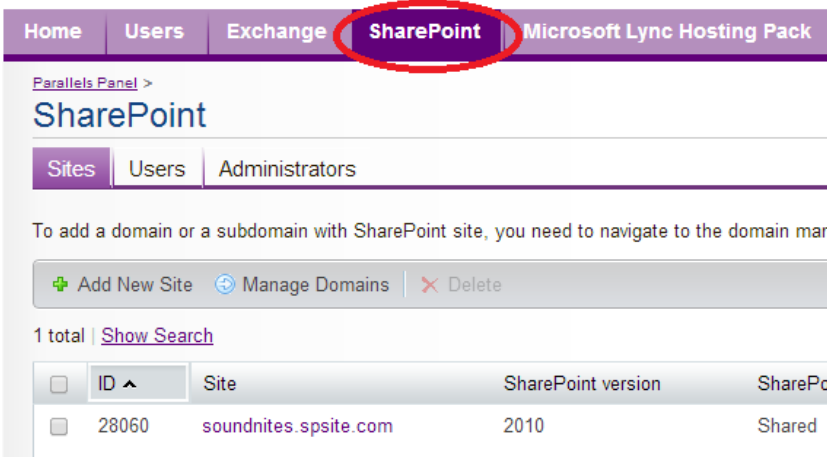 Home Users Exchange SharePoint Microsoft Lync Hosting Pack
Parallels Panel >
SharePoint
Sites Users Administrators
To add a domain or a subdomain with SharePoint site, you need to navigate to the domain mar
Add New Site Manage Domains Delete
1 total | Show Search
ID Site SharePoint version SharePo
28060 soundnites.spsite.com 2010 Shared